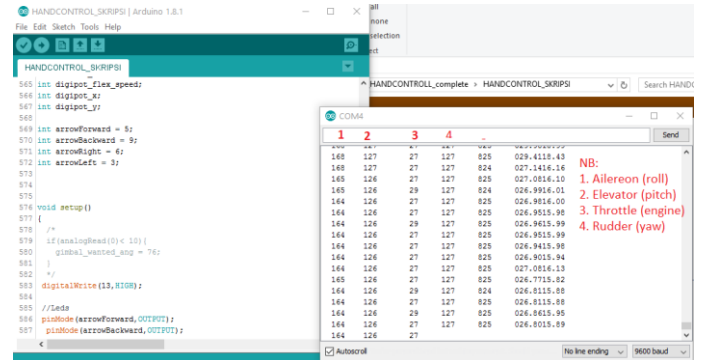 HANDCONTROL_SKRIPSI | Arduino 1.8.1
File Edit Sketch Tools Help
HANDCONTROL_SKRIPSI
565 int digipot_flex_speed;
566 int digipot_x;
567 int digipot_y;
568
569 int arrowForward = 5;
570 int arrowBackward = 9;
571 int arrowRight = 6;
572 int arrowLeft = 3;
573
574
575
576 void setup()
577 {
578 /*
579 if(analogRead(0)< 10){
580 gimbal_wanted_ang = 76;
581 }
582 */
583 digitalWrite(13,HIGH);
584
585 //Leds
586 pinMode(arrowForward,OUTPUT);
587 pinMode(arrowBackward,OUTPUT);
all
none
selection
ect
HANDCONTROLL_complete > HANDCONTROL_SKRIPSI
Search HANDC
COM4
1 2 3 4
Send
168 127 27 127 825 029.4118.43
168 127 29 127 824 027.1416.16
165 126 27 127 825 027.0816.10
165 126 29 127 824 026.9916.01
164 126 27 127 825 026.9816.00
164 126 27 127 825 026.9515.98
164 126 29 127 825 026.9615.99
164 126 27 127 825 026.9515.99
164 126 27 127 825 026.9415.98
164 126 27 127 825 026.9015.94
164 126 27 127 825 027.0816.13
165 126 27 127 825 026.7715.82
164 126 29 127 824 026.8115.88
164 126 27 127 825 026.8115.88
164 126 29 127 825 026.8615.95
164 126 27 127 825 026.8015.89
164 126 27
NB:
1. Ailereon (roll)
2. Elevator (pitch)
3. Throttle (engine)
4. Rudder (yaw)
Autoscroll
No line ending
9600 baud